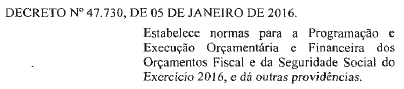 DECRETO Nº 47.730, DE 05 DE JANEIRO DE 2016.
Estabelece normas para a Programação e
Execução Orçamentária e Financeira dos
Orçamentos Fiscal e da Seguridade Social do
Exercício 2016, e dá outras providências.